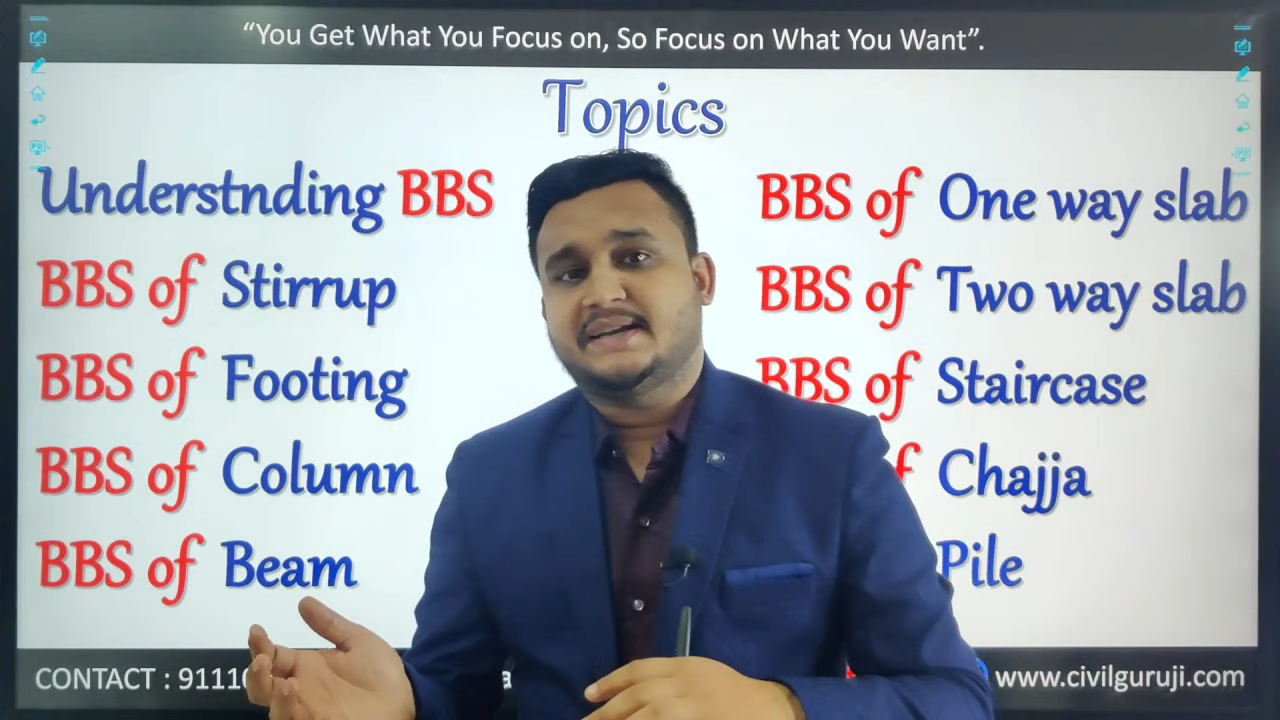 “You Get What You Focus on, So Focus on What You Want”.
Topics
Understnding BBS
BBS of Stirrup
BBS of Footing
BBS of Column
BBS of Beam
BBS of One way slab
BBS of Two way slab
BBS of Staircase
Chajja
Pile
CONTACT : 9111
www.civilguruji.com